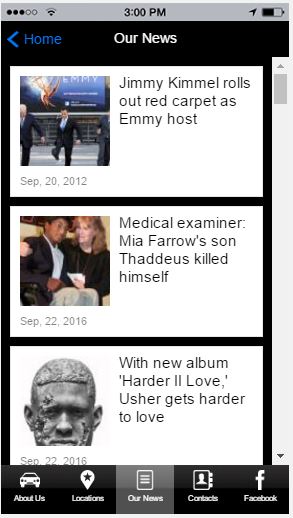 3:00 PM
Home
Our News
EMMY
Jimmy Kimmel rolls
out red carpet as
Emmy host
Sep, 20, 2012
Medical examiner:
Mia Farrow's son
Thaddeus killed
himself
Sep, 22, 2016
With new album
'Harder II Love,'
Usher gets harder
to love
Sep, 22, 2016
About Us
Locations
Our News
Contacts
Facebook